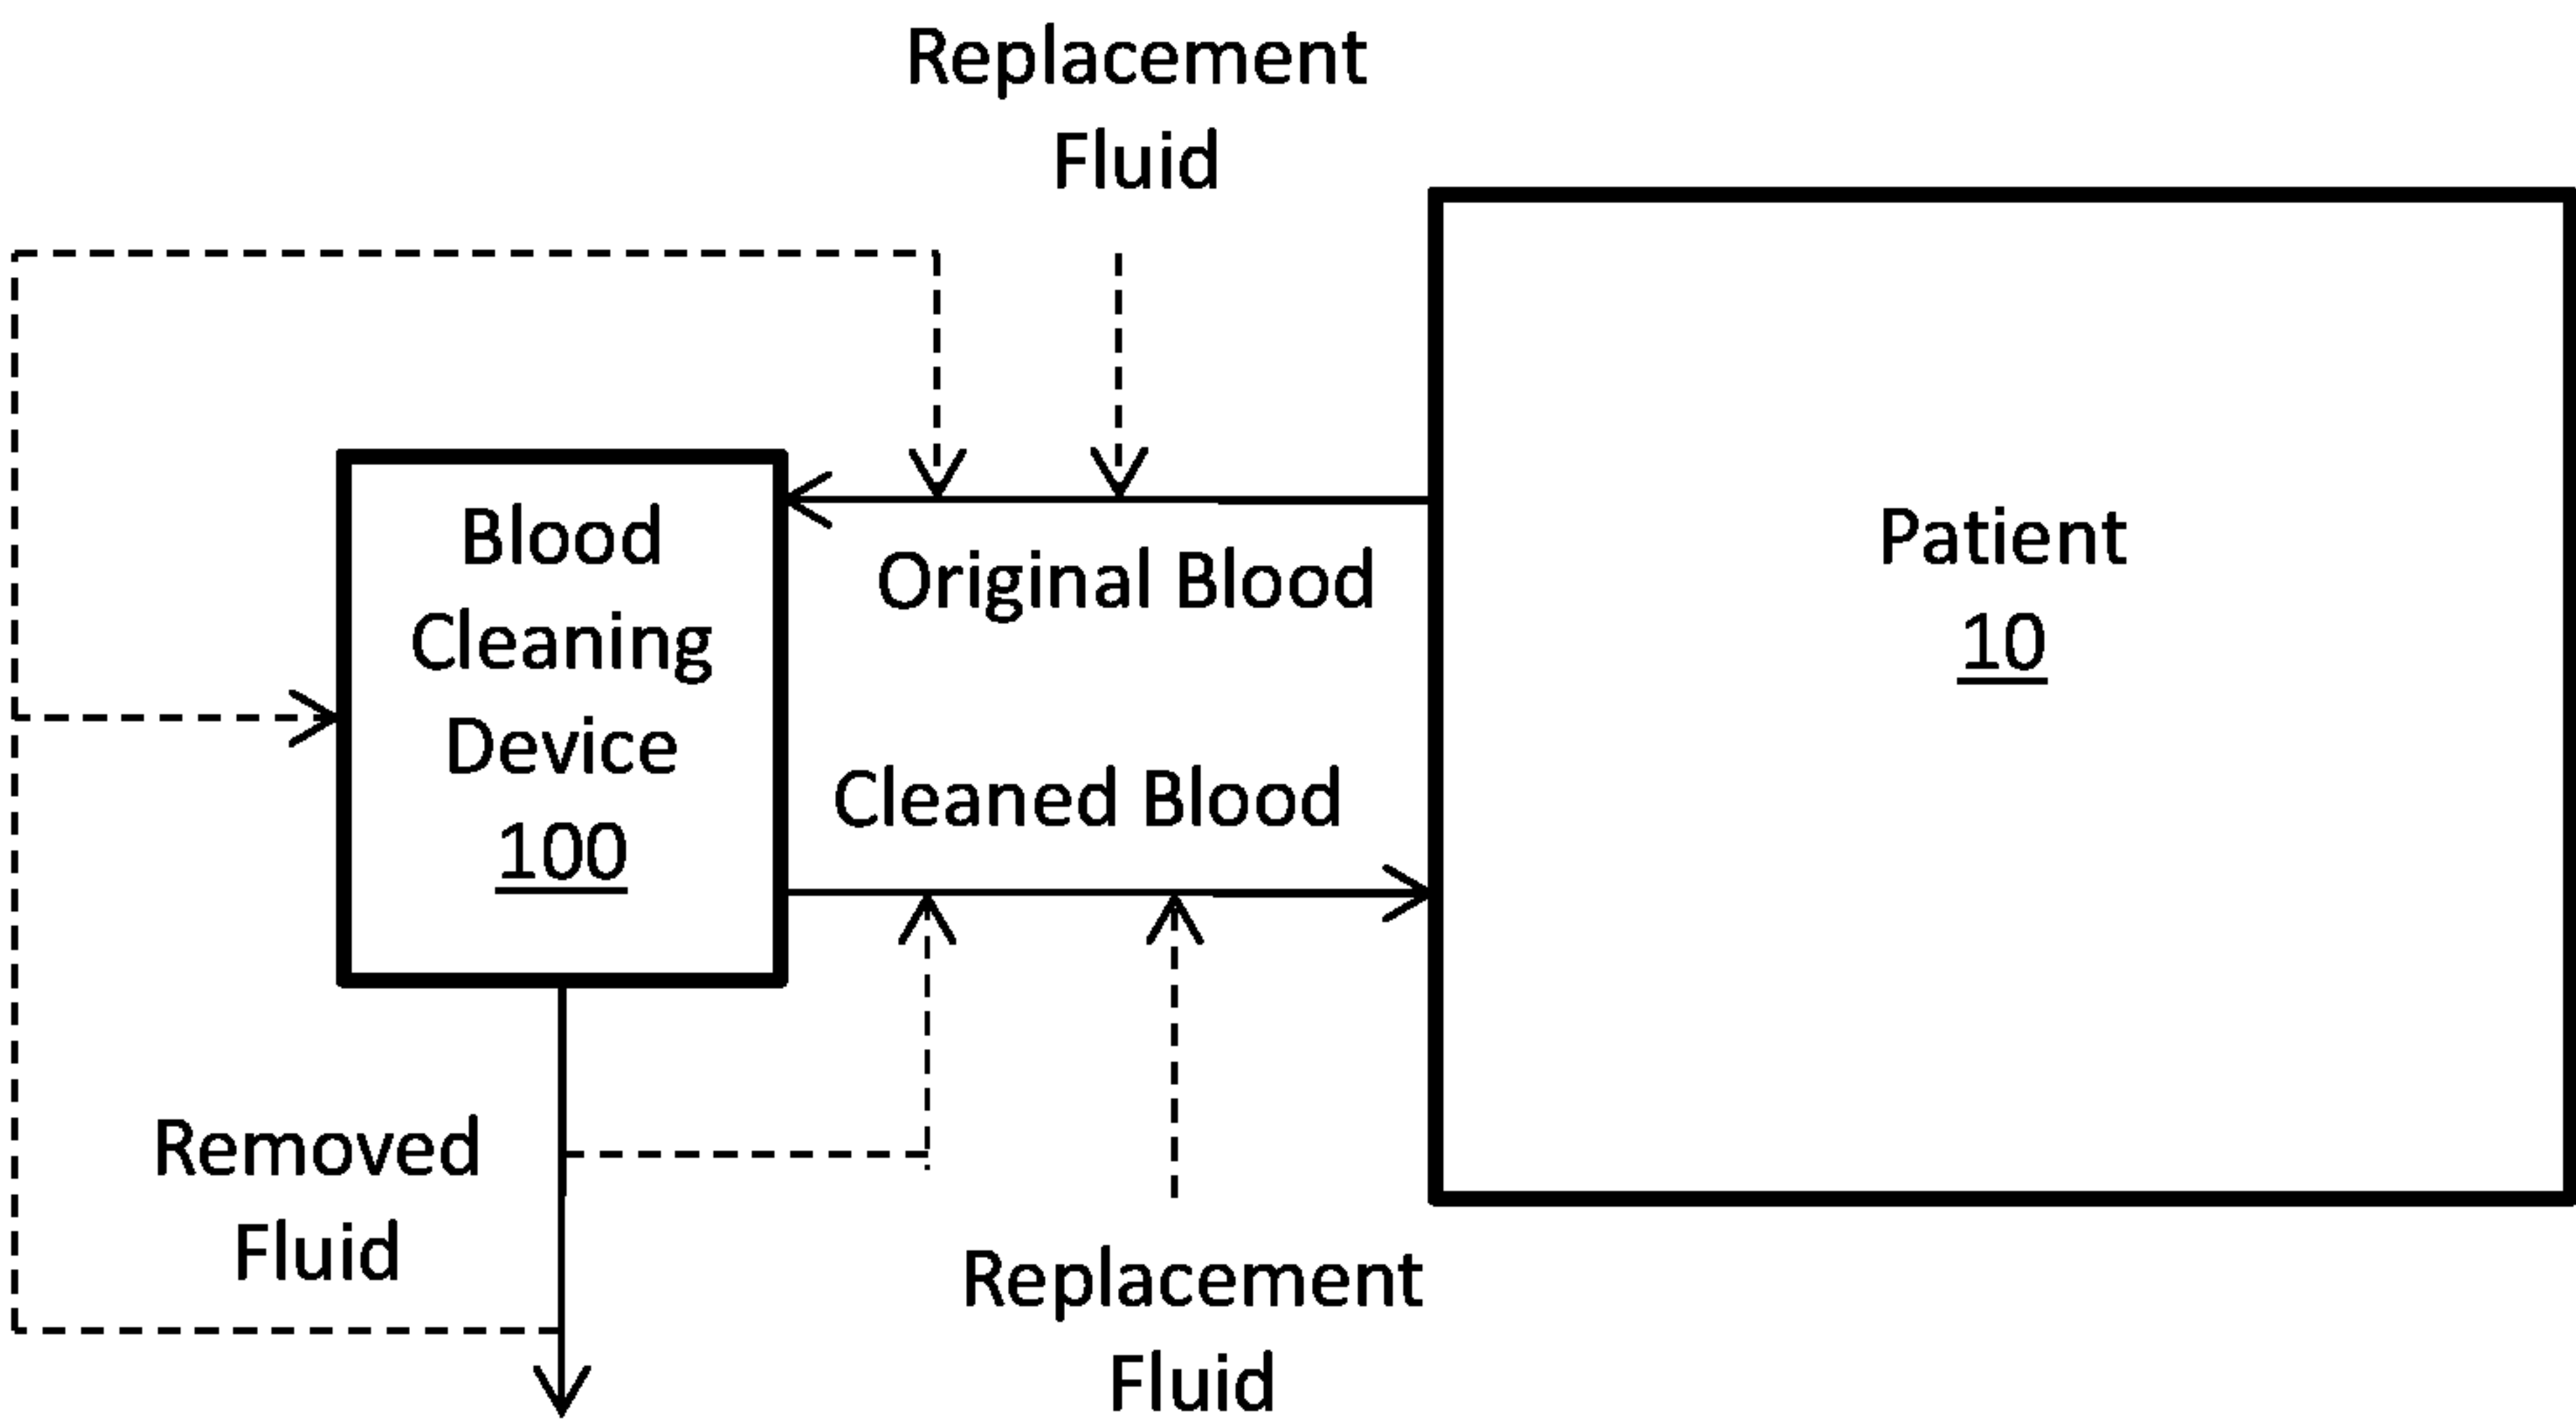 Replacement
Fluid
Blood
Cleaning
Device
100
Original Blood
Cleaned Blood
Patient
10
Removed
Fluid
Replacement
Fluid